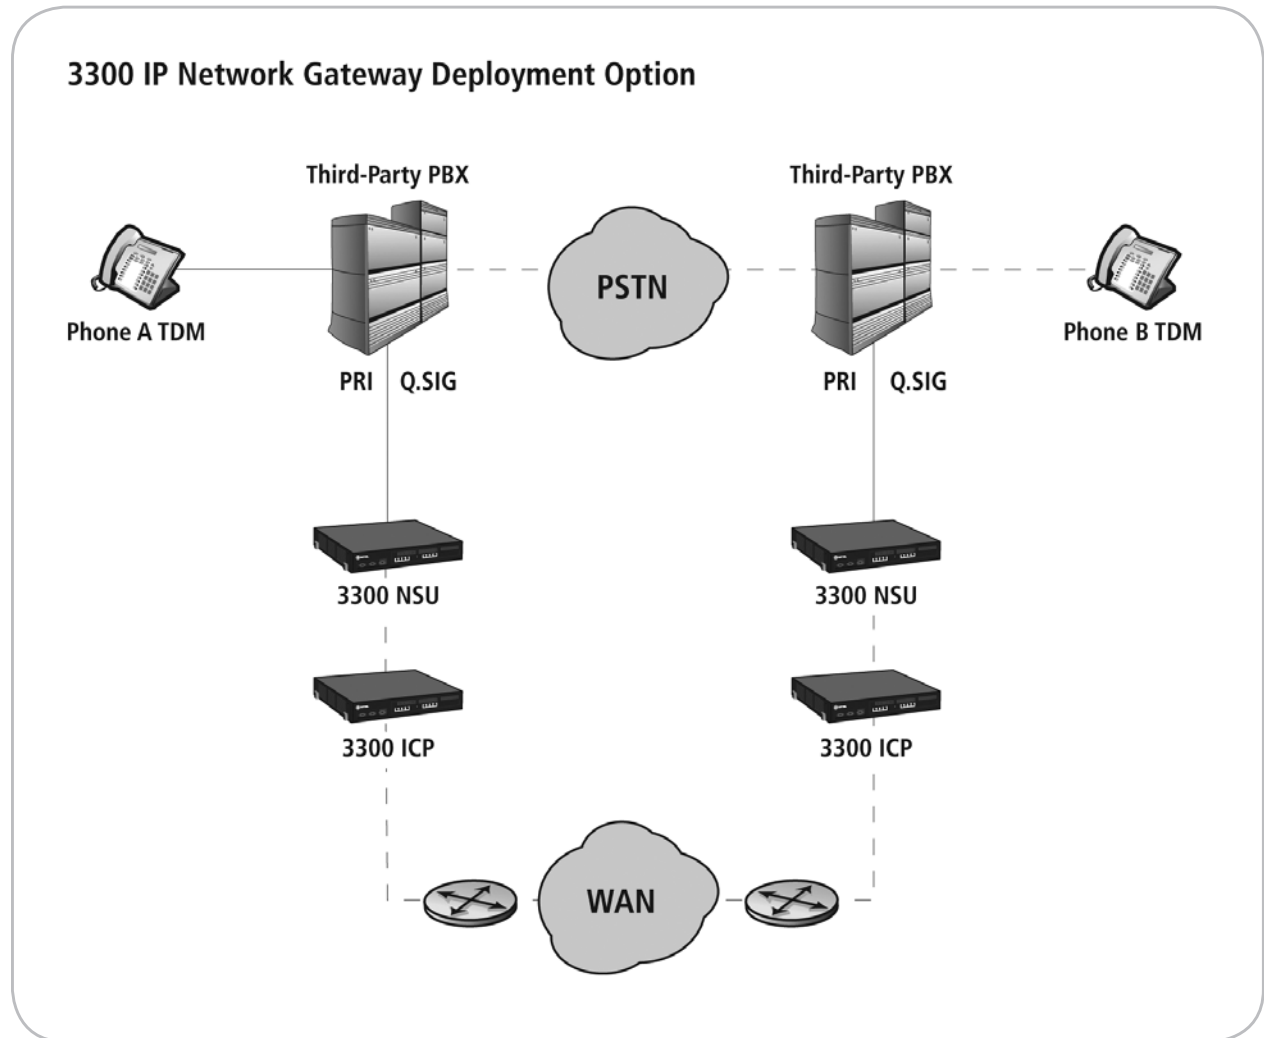 3300 IP Network Gateway Deployment Option
Third-Party PBX
Third-Party PBX
PSTN
Phone A TDM
Phone B TDM
PRI Q.SIG
PRI Q.SIG
3300 NSU
3300 NSU
3300 ICP
3300 ICP
WAN